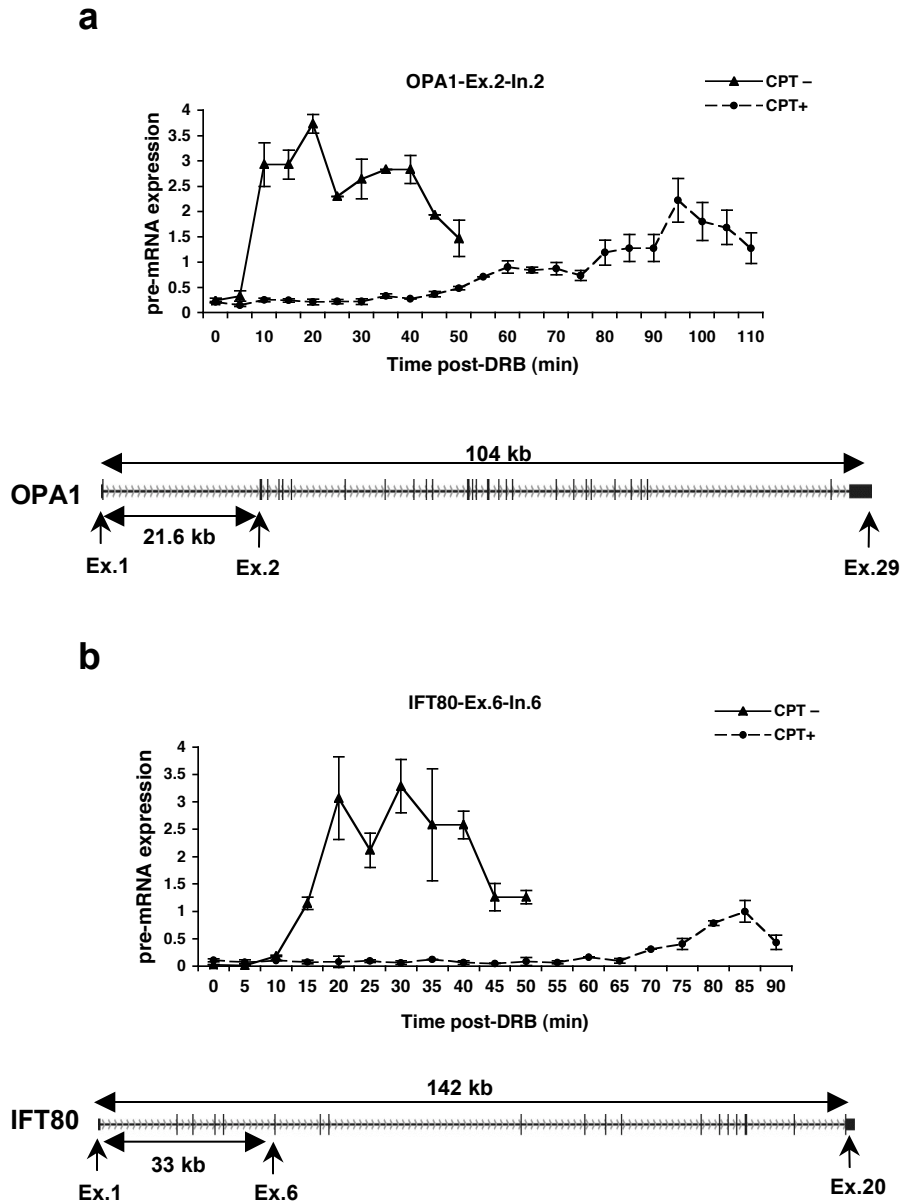 a
OPA1-Ex.2-In.2
CPT –
CPT+
pre-mRNA expression
4
3.5
3
2.5
2
1.5
1
0.5
0
0 10 20 30 40 50 60 70 80 90 100 110
Time post-DRB (min)
104 kb
OPA1
21.6 kb
Ex.1
Ex.2
Ex.29
b
IFT80-Ex.6-In.6
CPT –
CPT+
pre-mRNA expression
4
3.5
3
2.5
2
1.5
1
0.5
0
0 5 10 15 20 25 30 35 40 45 50 55 60 65 70 75 80 85 90
Time post-DRB (min)
142 kb
IFT80
33 kb
Ex.1
Ex.6
Ex.20